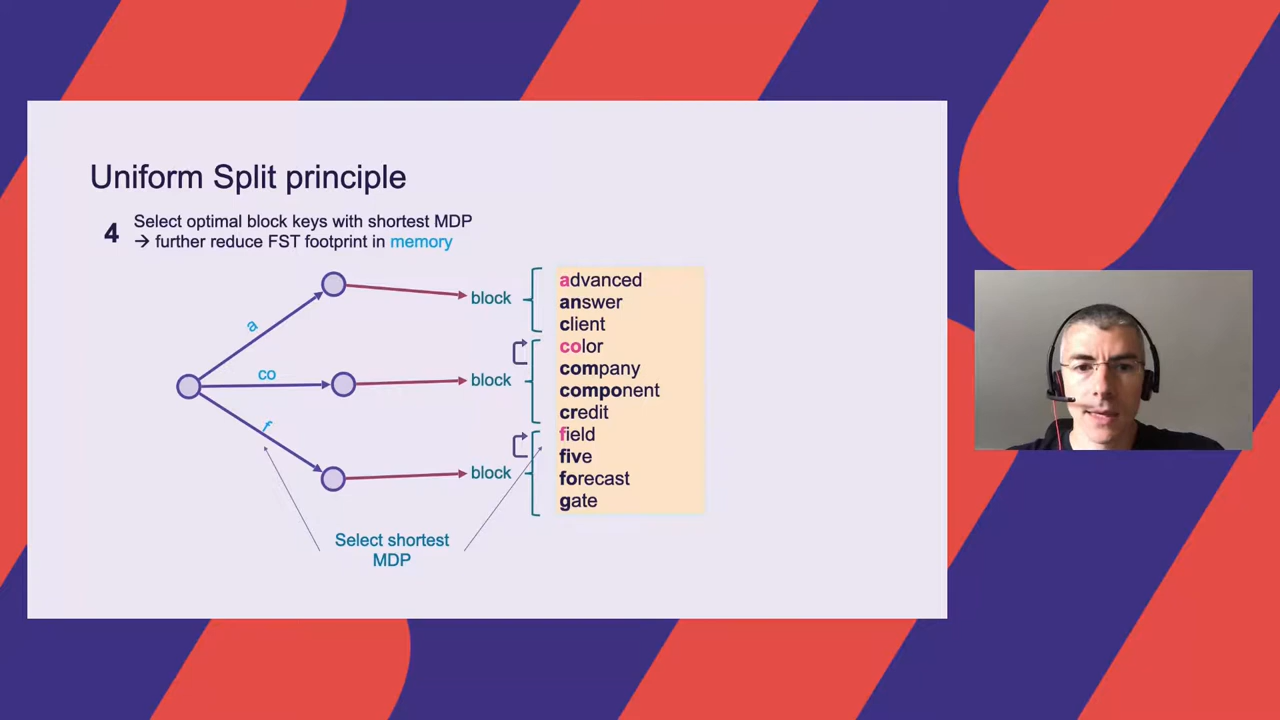 Uniform Split principle
4
Select optimal block keys with shortest MDP
→ further reduce FST footprint in memory
a
co
f
block
block
block
advanced
answer
client
color
company
component
credit
field
five
forecast
gate
Select shortest
MDP